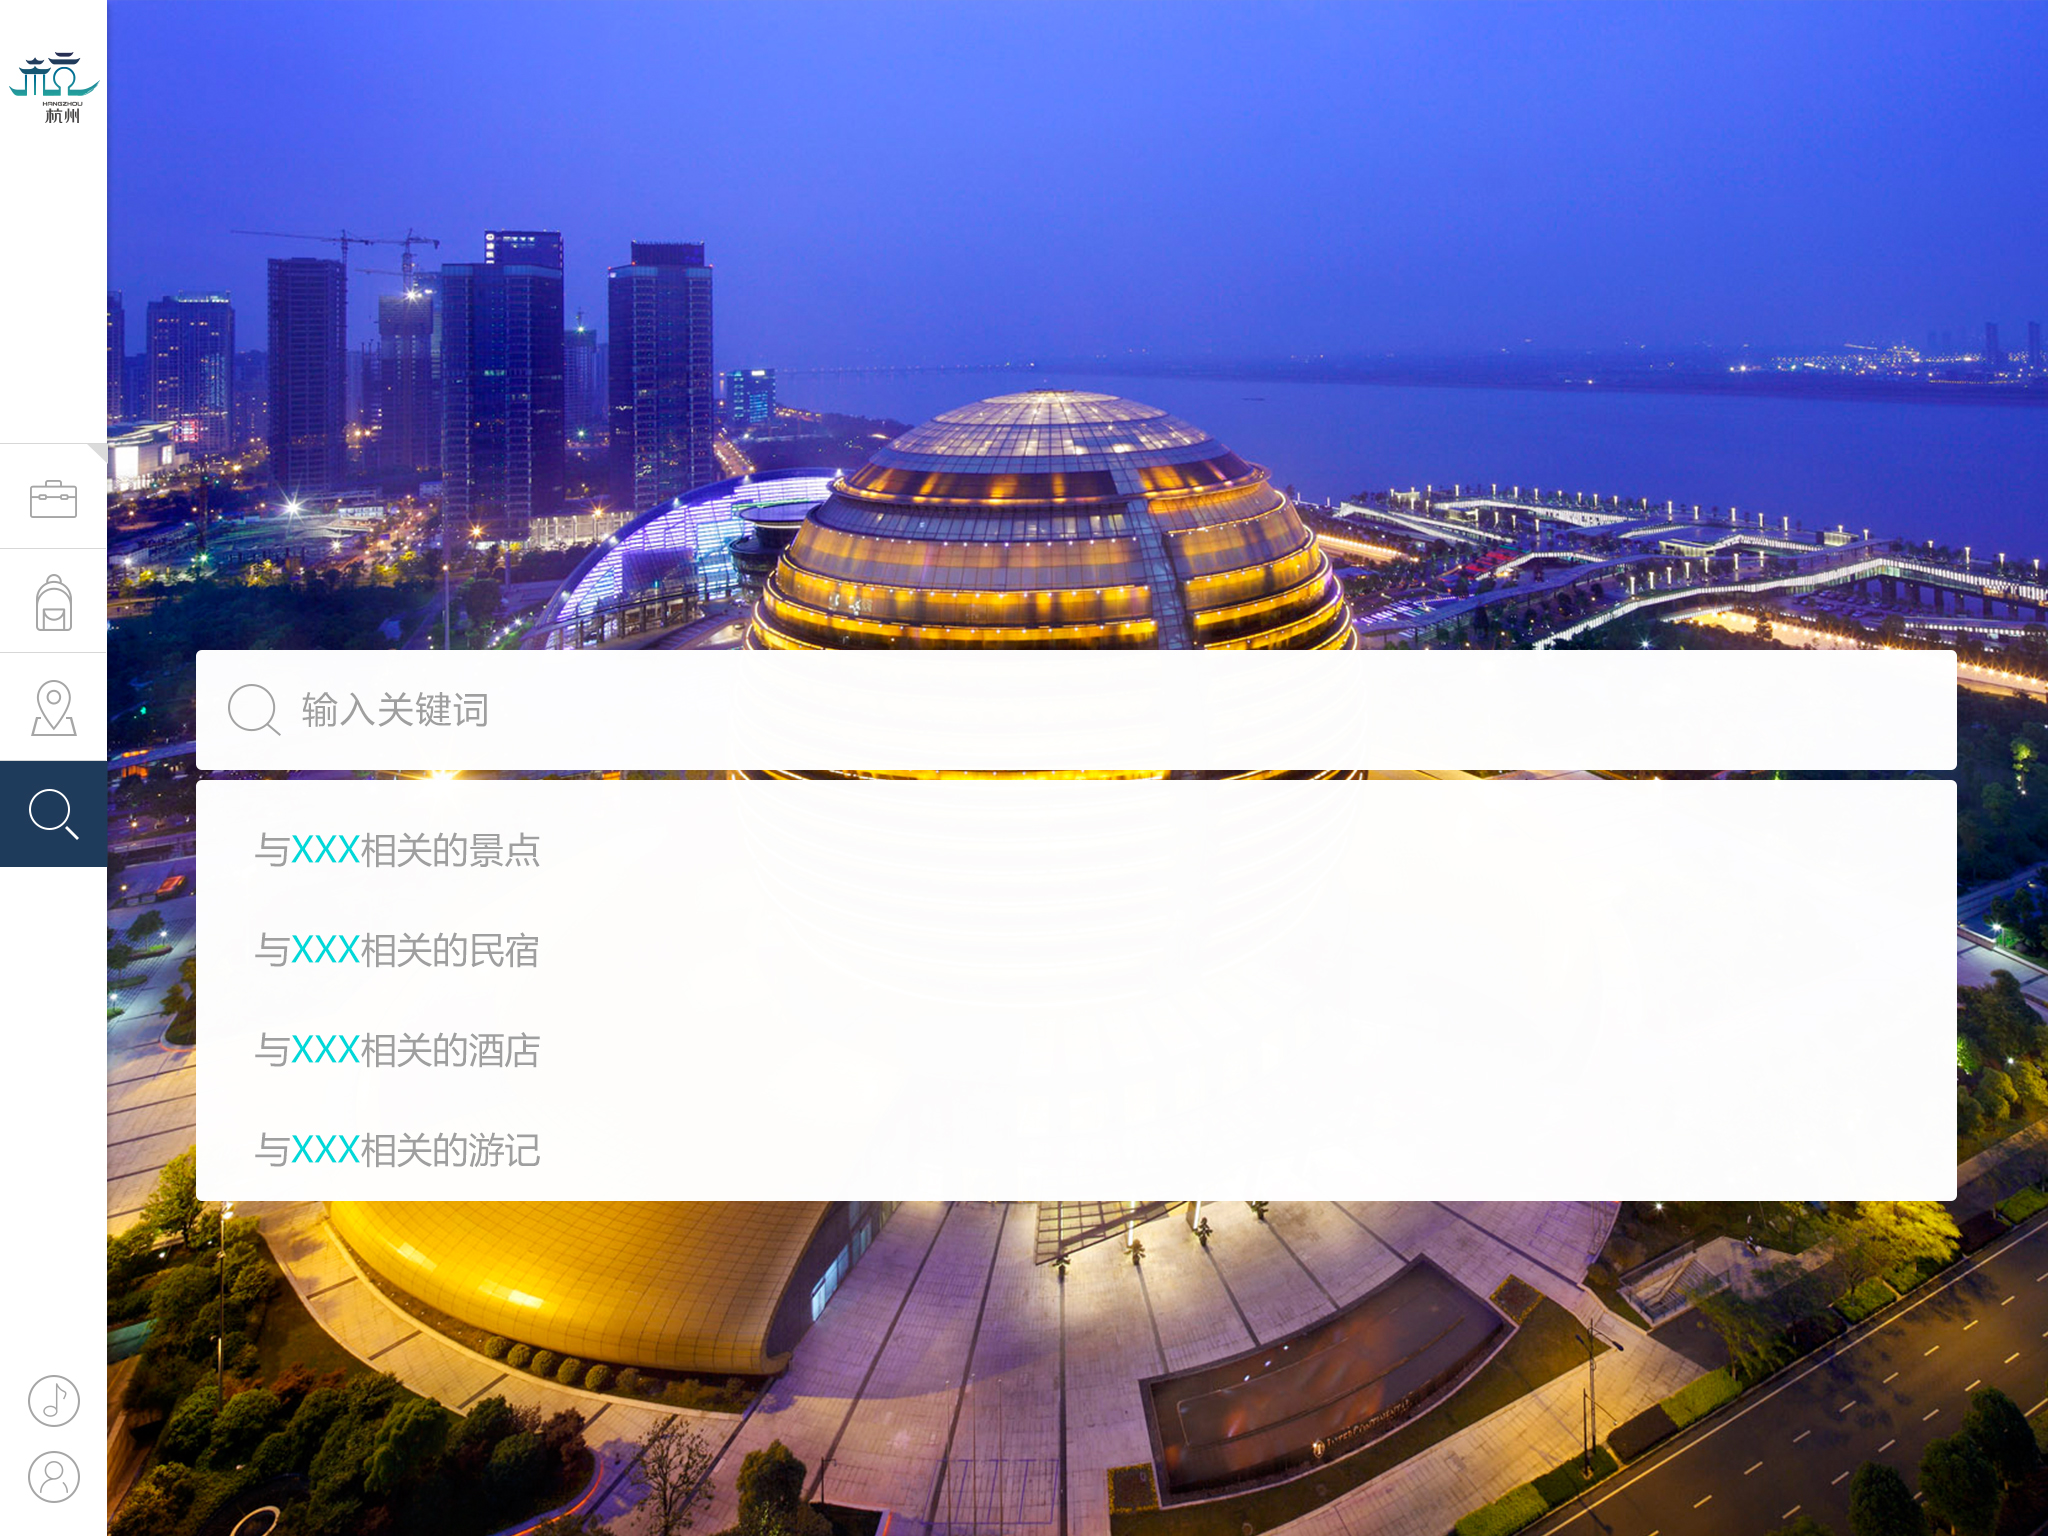 HANGZHOU
杭州
输入关键词
与XXX相关的景点
与XXX相关的民宿
与XXX相关的酒店
与XXX相关的游记
INTERCONTINENTAL